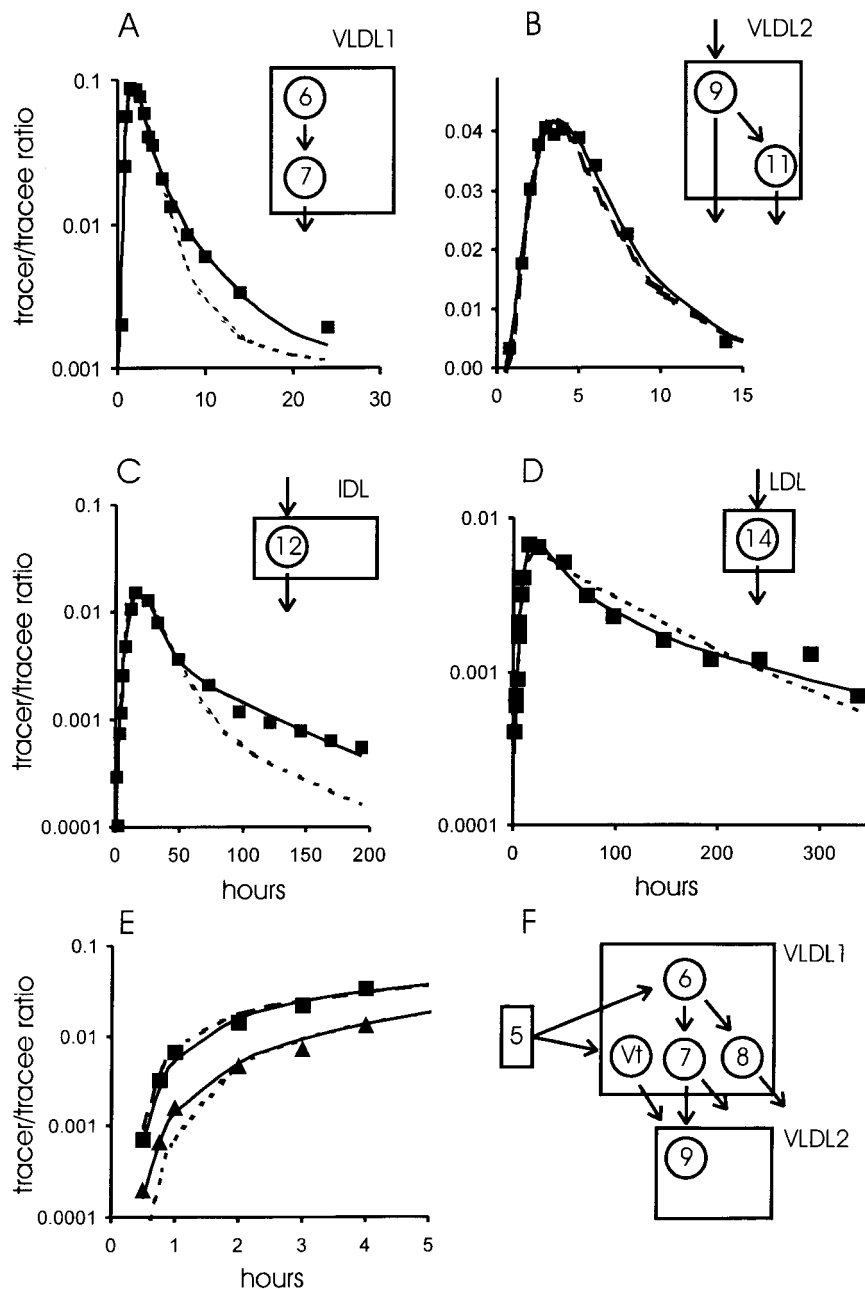 A
VLDL1
tracer/tracee ratio
0.1
0.01
0.001
0
10
20
30
6
7
B
VLDL2
0.04
0.03
0.02
0.01
0.00
0
5
10
15
9
11
C
IDL
tracer/tracee ratio
0.1
0.01
0.001
0.0001
0
50
100
150
200
hours
12
D
LDL
0.01
0.001
0.0001
0
100
200
300
hours
14
E
tracer/tracee ratio
0.1
0.01
0.001
0.0001
0
1
2
3
4
5
hours
F
VLDL1
5
6
Vt
7
8
VLDL2
9